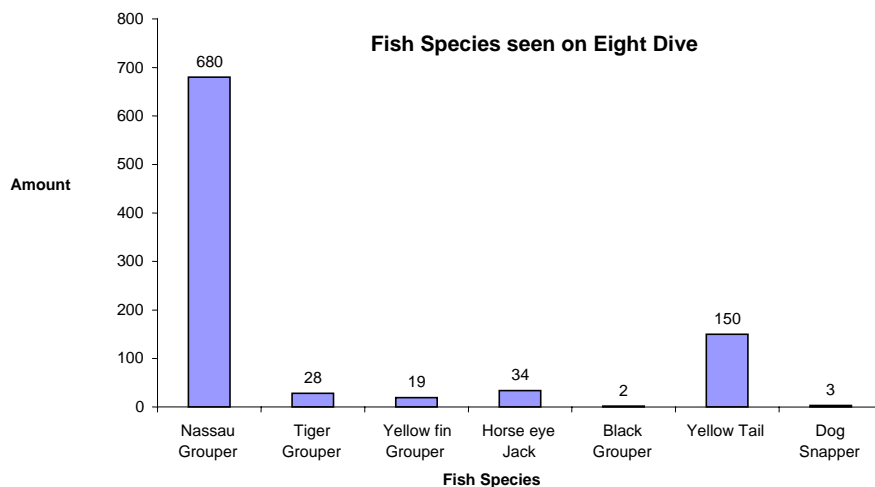 Fish Species seen on Eight Dive
Amount
800
700
600
500
400
300
200
100
0
680
28
19
34
2
150
3
Nassau
Grouper
Tiger
Grouper
Yellow fin
Grouper
Horse eye
Jack
Black
Grouper
Yellow Tail
Dog
Snapper
Fish Species